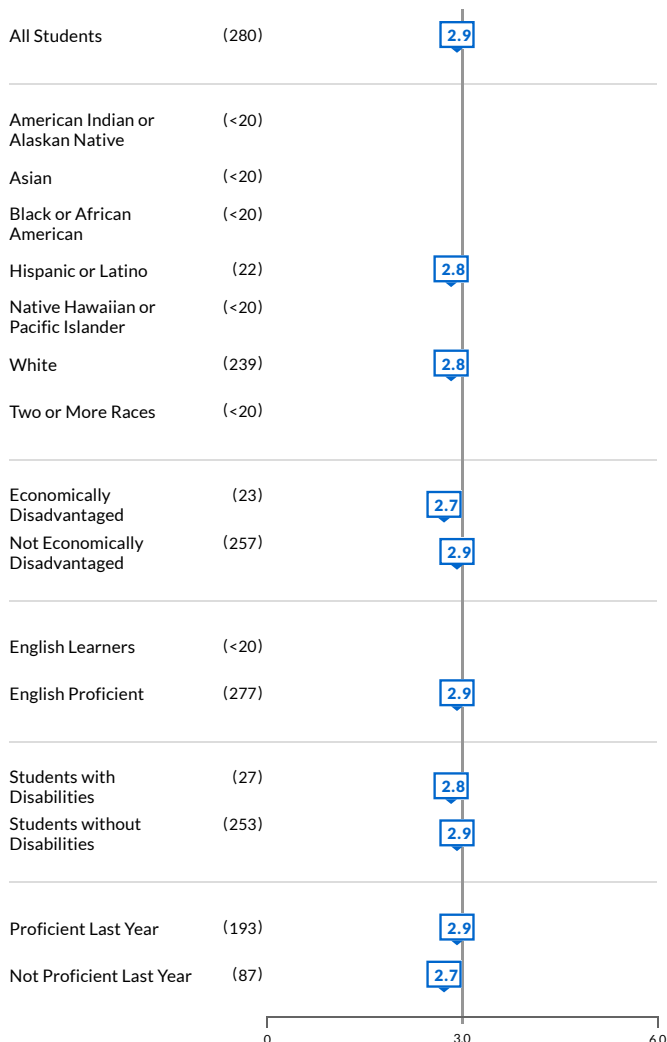 All Students (280) 2.9
American Indian or (<20)
Alaskan Native
Asian (<20)
Black or African (<20)
American
Hispanic or Latino (22) 2.8
Native Hawaiian or (<20)
Pacific Islander
White (239) 2.8
Two or More Races (<20)
Economically (23) 2.7
Disadvantaged
Not Economically (257) 2.9
Disadvantaged
English Learners (<20)
English Proficient (277) 2.9
Students with (27) 2.8
Disabilities
Students without (253) 2.9
Disabilities
Proficient Last Year (193) 2.9
Not Proficient Last Year (87) 2.7
0 3.0 6.0